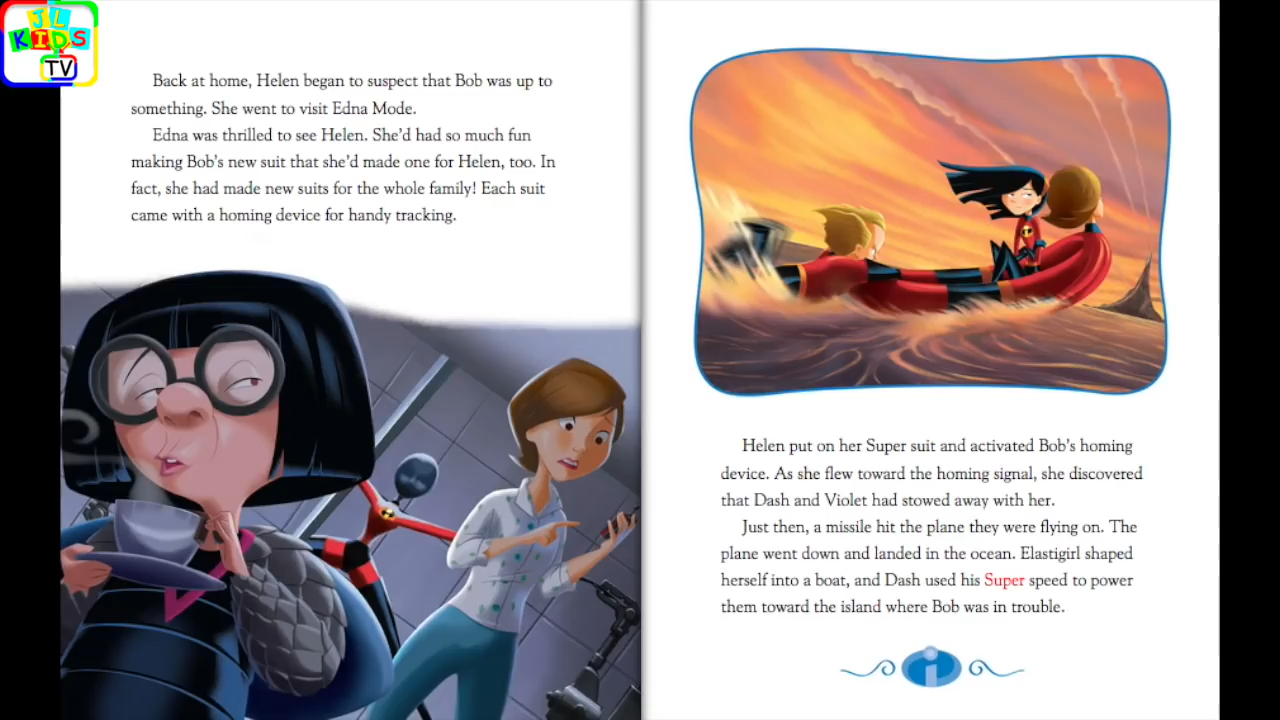 JL
KIDS
TV
Back at home, Helen began to suspect that Bob was up to
something. She went to visit Edna Mode.
Edna was thrilled to see Helen. She’d had so much fun
making Bob’s new suit that she’d made one for Helen, too. In
fact, she had made new suits for the whole family! Each suit
came with a homing device for handy tracking.
Helen put on her Super suit and activated Bob’s homing
device. As she flew toward the homing signal, she discovered
that Dash and Violet had stowed away with her.
Just then, a missile hit the plane they were flying on. The
plane went down and landed in the ocean. Elastigirl shaped
herself into a boat, and Dash used his Super speed to power
them toward the island where Bob was in trouble.
i